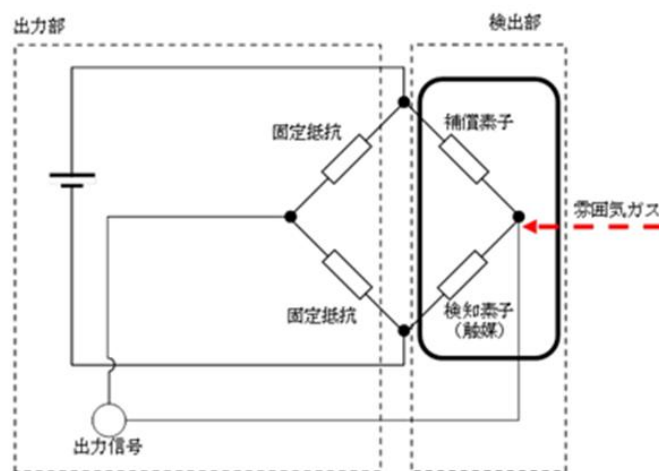 出力部
検出部
固定抵抗
補償素子
雰囲気ガス
固定抵抗
検知素子
（触媒）
出力信号